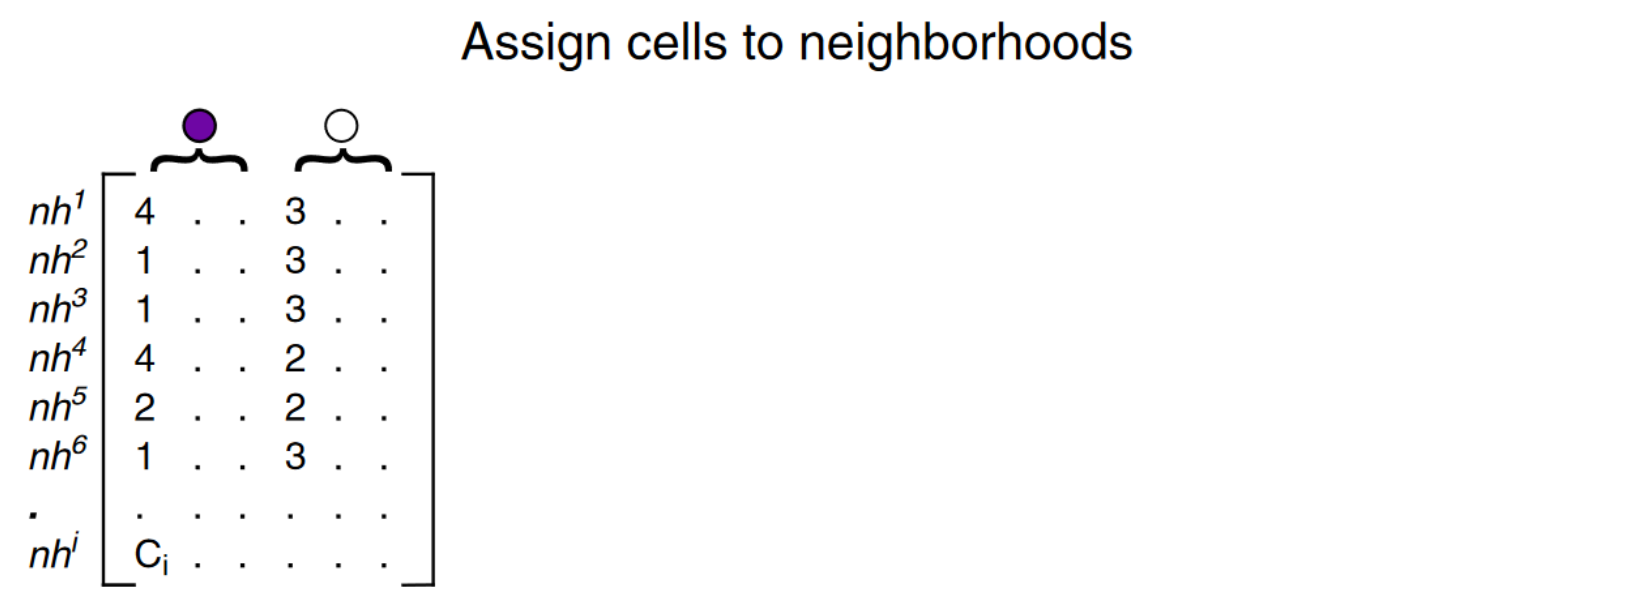 Assign cells to neighborhoods
nh¹ 4 . . 3 . .
nh² 1 . . 3 . .
nh³ 1 . . 3 . .
nh⁴ 4 . . 2 . .
nh⁵ 2 . . 2 . .
nh⁶ 1 . . 3 . .
. . . . . . .
nhⁱ Cᵢ . . . . .